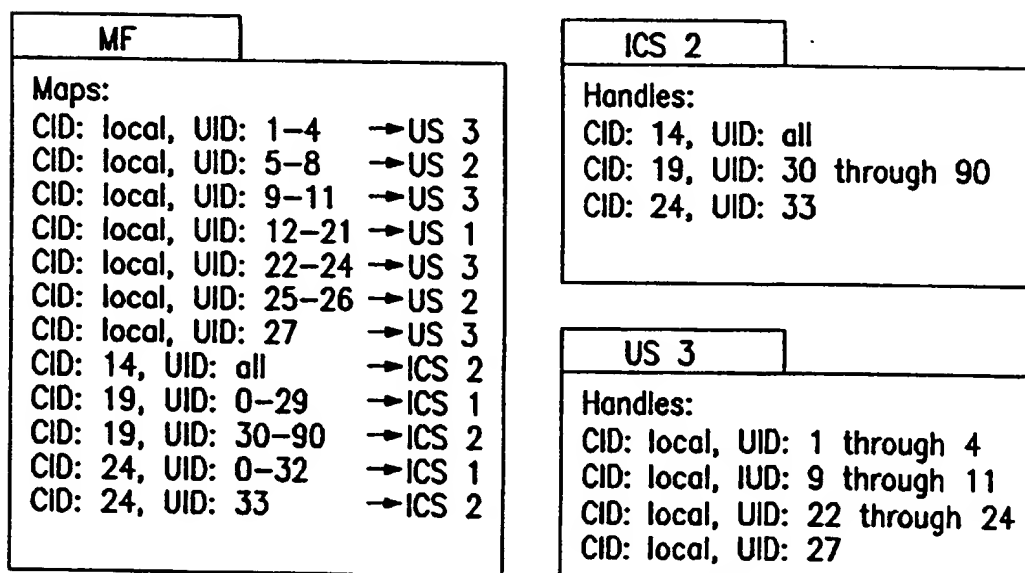 MF
Maps:
CID: local, UID: 1-4 →US 3
CID: local, UID: 5-8 →US 2
CID: local, UID: 9-11 →US 3
CID: local, UID: 12-21 →US 1
CID: local, UID: 22-24 →US 3
CID: local, UID: 25-26 →US 2
CID: local, UID: 27 →US 3
CID: 14, UID: all →ICS 2
CID: 19, UID: 0-29 →ICS 1
CID: 19, UID: 30-90 →ICS 2
CID: 24, UID: 0-32 →ICS 1
CID: 24, UID: 33 →ICS 2
ICS 2
Handles:
CID: 14, UID: all
CID: 19, UID: 30 through 90
CID: 24, UID: 33
US 3
Handles:
CID: local, UID: 1 through 4
CID: local, IUD: 9 through 11
CID: local, UID: 22 through 24
CID: local, UID: 27